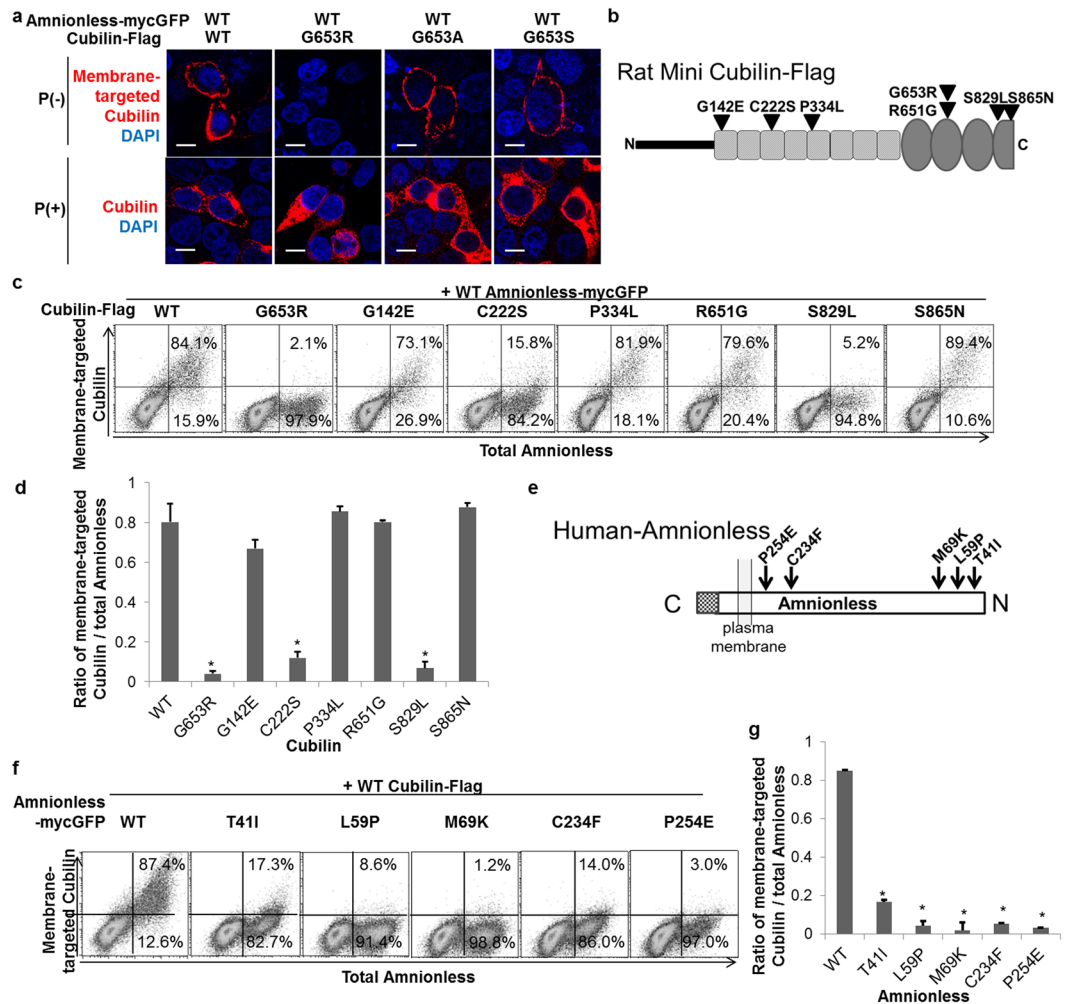 a
Amnionless-mycGFP WT WT WT WT
Cubilin-Flag WT G653R G653A G653S
P(-)
Membrane-
targeted
Cubilin
DAPI
P(+)
Cubilin
DAPI
b
Rat Mini Cubilin-Flag
G142E C222S P334L
G653R
R651G
S829L S865N
N
C
c
+ WT Amnionless-mycGFP
Cubilin-Flag WT G653R G142E C222S P334L R651G S829L S865N
Membrane-targeted
Cubilin
84.1% 2.1% 73.1% 15.8% 81.9% 79.6% 5.2% 89.4%
15.9% 97.9% 26.9% 84.2% 18.1% 20.4% 94.8% 10.6%
Total Amnionless
d
Ratio of membrane-targeted
Cubilin / total Amnionless
1
0.8
0.6
0.4
0.2
0
* * *
WT G653R G142E C222S P334L R651G S829L S865N
Cubilin
e
Human-Amnionless
P254E C234F M69K L59P T41I
C Amnionless N
plasma
membrane
f
+ WT Cubilin-Flag
Amnionless
-mycGFP WT T41I L59P M69K C234F P254E
Membrane-
targeted Cubilin
87.4% 17.3% 8.6% 1.2% 14.0% 3.0%
12.6% 82.7% 91.4% 98.8% 86.0% 97.0%
Total Amnionless
g
Ratio of membrane-targeted
Cubilin / total Amnionless
1
0.8
0.6
0.4
0.2
0
* * * * *
WT T41I L59P M69K C234F P254E
Amnionless